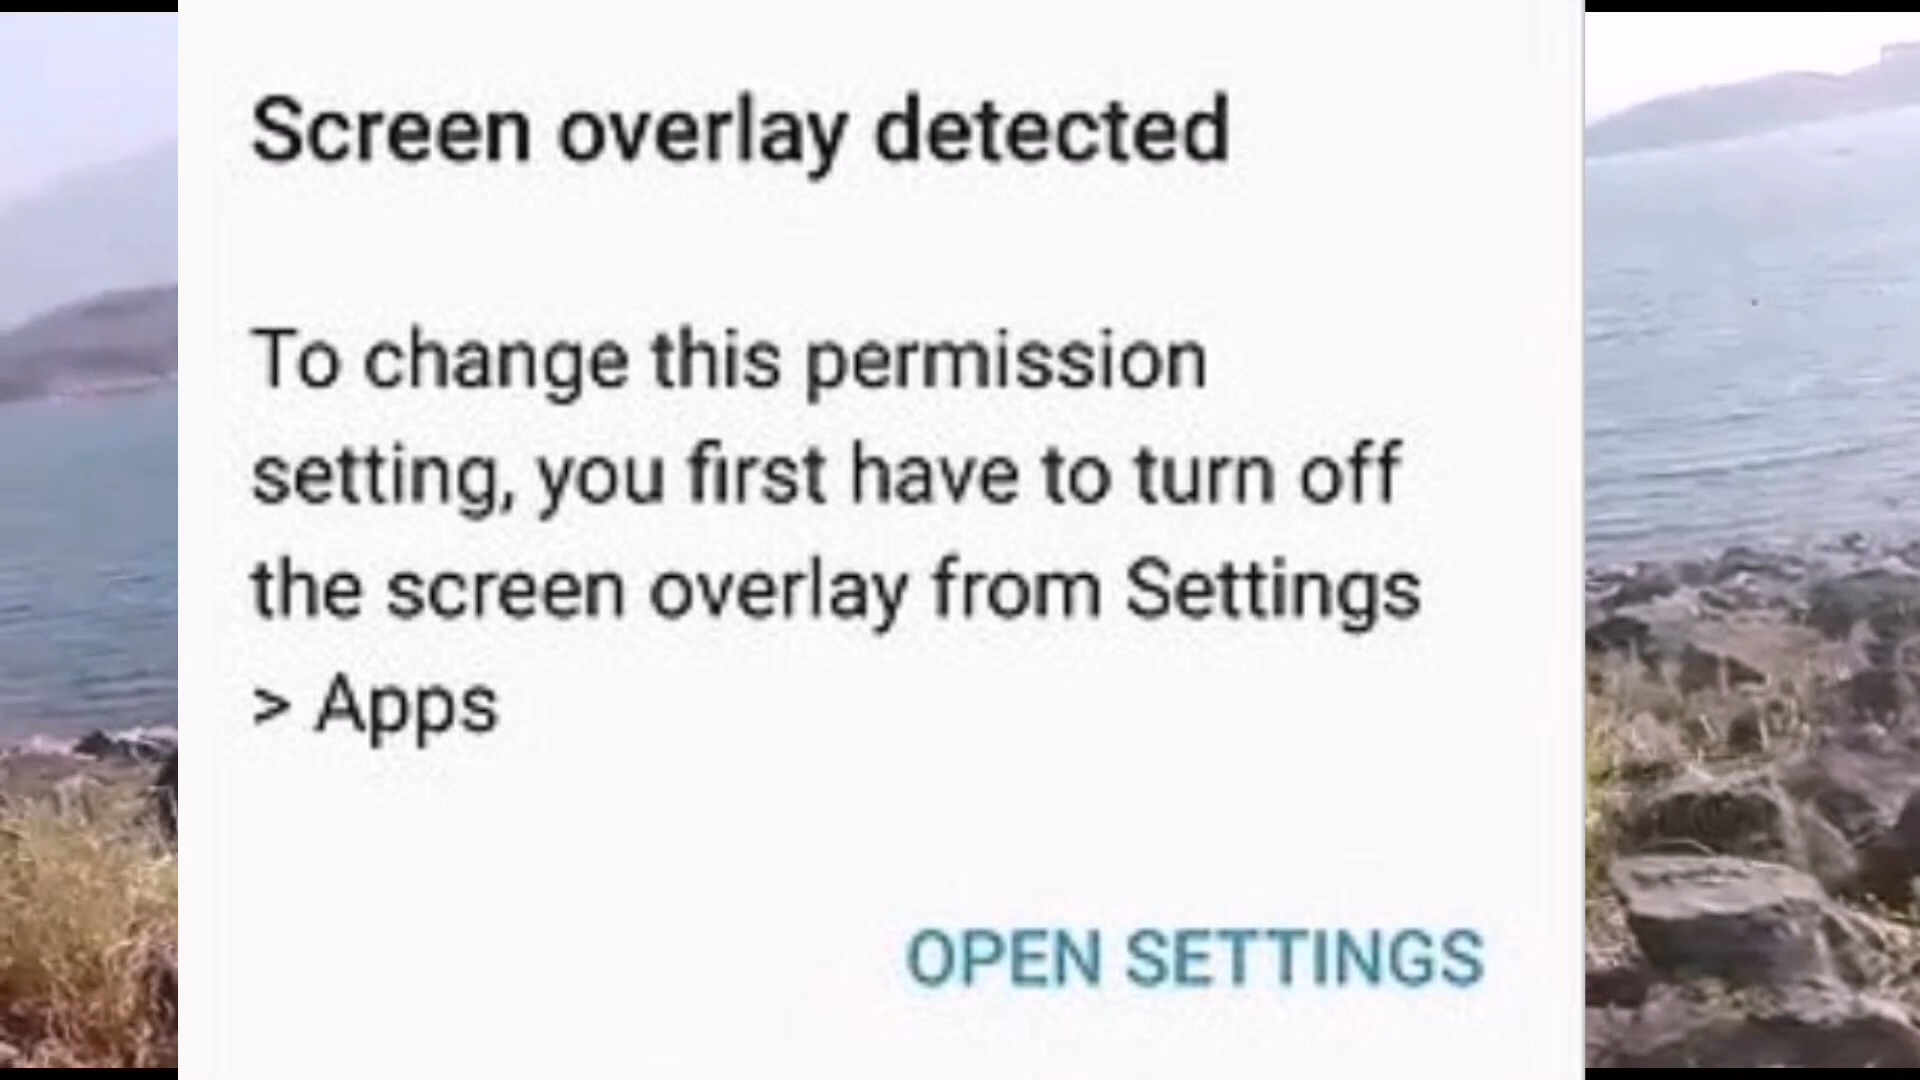 Screen overlay detected
To change this permission
setting, you first have to turn off
the screen overlay from Settings
> Apps
OPEN SETTINGS